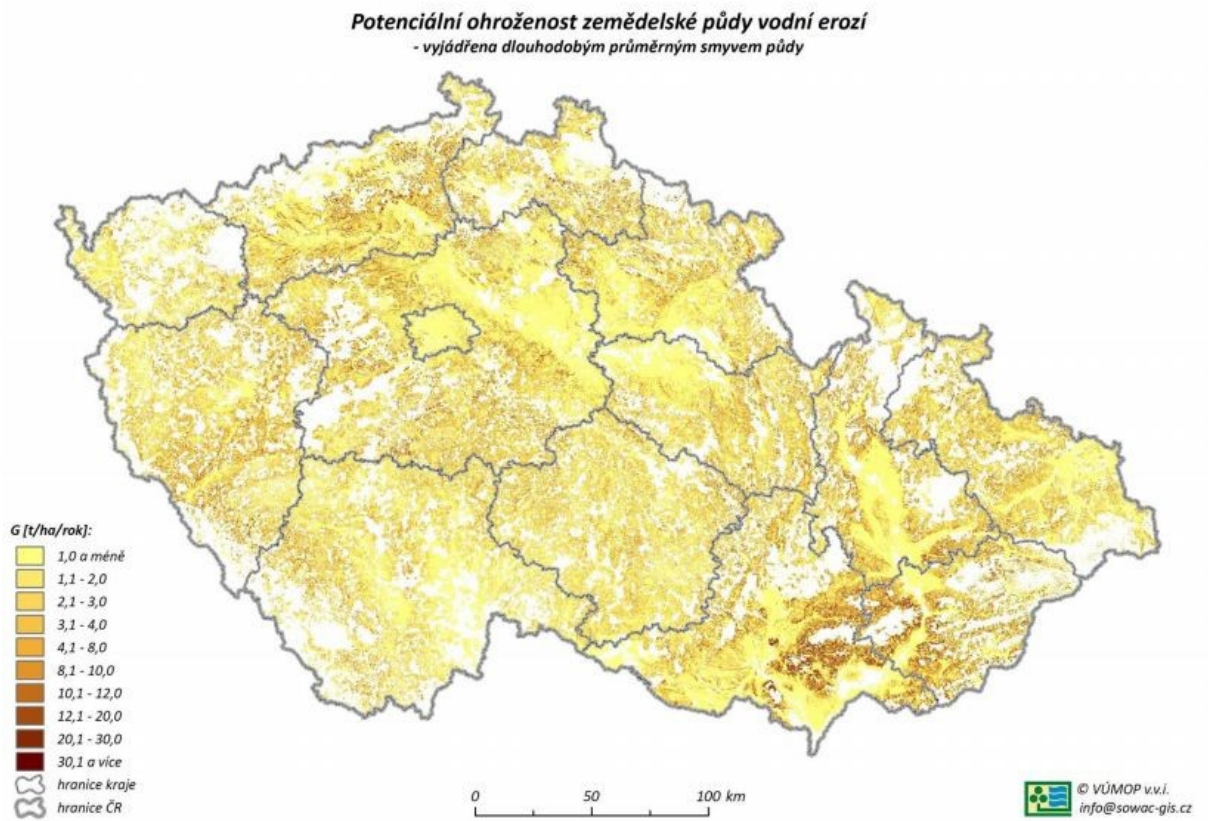 Potenciální ohroženost zemědelské půdy vodní erozí
- vyjádřena dlouhodobým průměrným smyvem půdy
G [t/ha/rok]:
1,0 a méně
1,1 - 2,0
2,1 - 3,0
3,1 - 4,0
4,1 - 8,0
8,1 - 10,0
10,1 - 12,0
12,1 - 20,0
20,1 - 30,0
30,1 a více
hranice kraje
hranice ČR
0 50 100 km
© VÚMOP v.v.i.
info@sowac-gis.cz